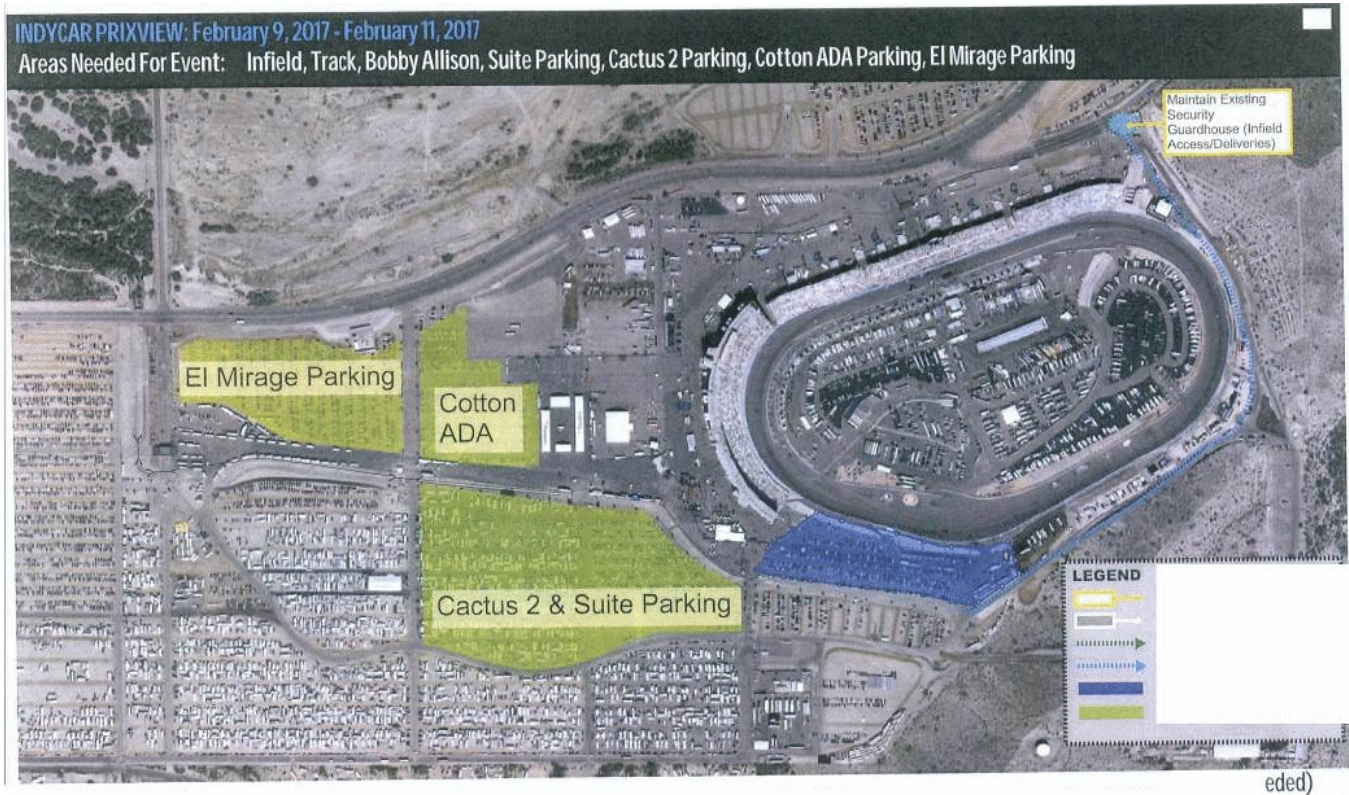 INDYCAR PRIXVIEW: February 9, 2017 - February 11, 2017
Areas Needed For Event: Infield, Track, Bobby Allison, Suite Parking, Cactus 2 Parking, Cotton ADA Parking, El Mirage Parking
Maintain Existing
Security
Guardhouse (Infield
Access/Deliveries)
El Mirage Parking
Cotton
ADA
Cactus 2 & Suite Parking
LEGEND
eded)